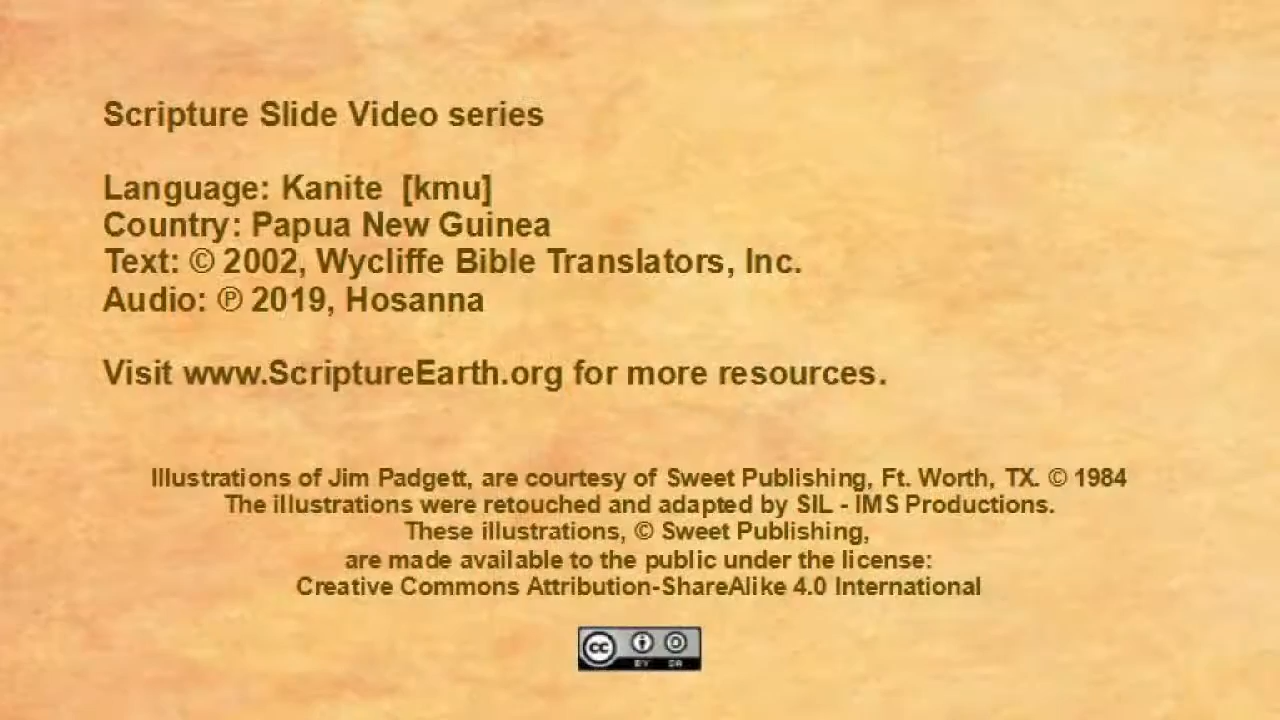 Scripture Slide Video series
Language: Kanite [kmu]
Country: Papua New Guinea
Text: © 2002, Wycliffe Bible Translators, Inc.
Audio: ℗ 2019, Hosanna
Visit www.ScriptureEarth.org for more resources.
Illustrations of Jim Padgett, are courtesy of Sweet Publishing, Ft. Worth, TX. © 1984
The illustrations were retouched and adapted by SIL - IMS Productions.
These illustrations, © Sweet Publishing,
are made available to the public under the license:
Creative Commons Attribution-ShareAlike 4.0 International
cc
BY SA